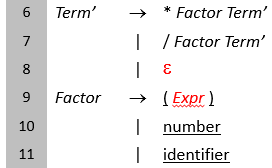 6 Term’ → * Factor Term’
7 | / Factor Term’
8 | ε
9 Factor → ( Expr )
10 | number
11 | identifier